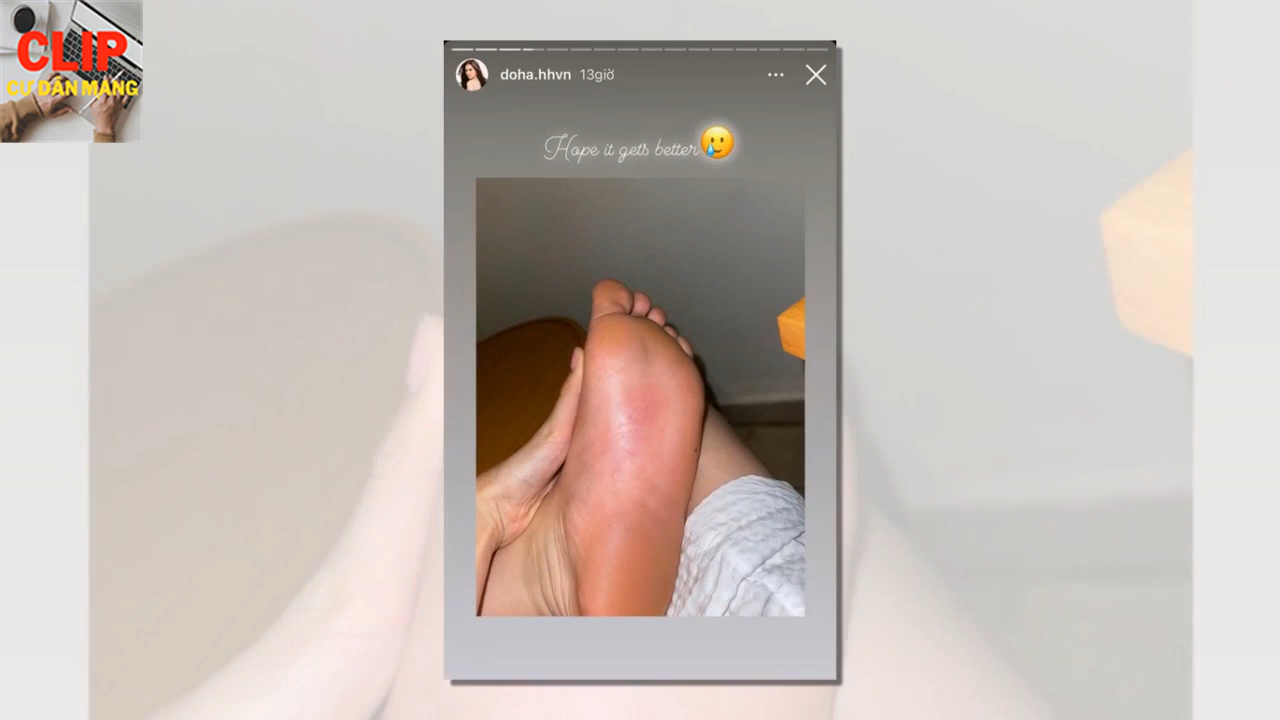 CLIP
CƯ DÂN MẠNG
doha.hhvn 13giờ
Hope it gets better🥲